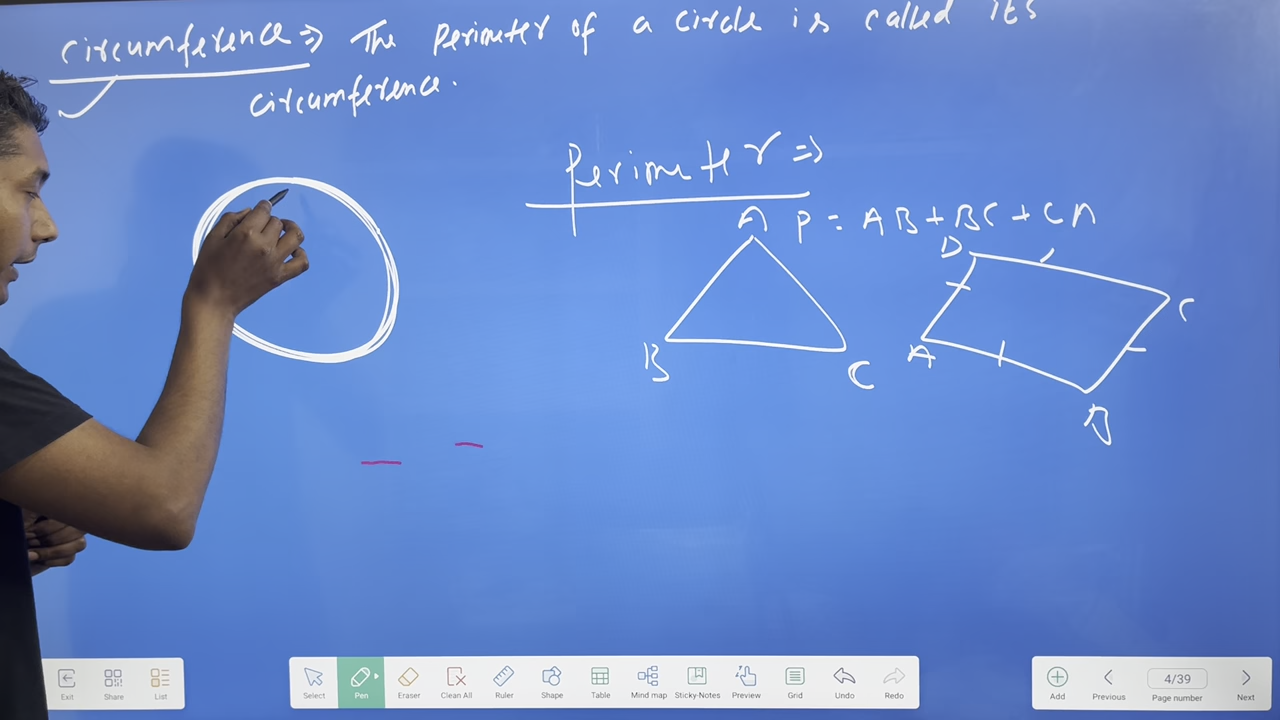 circumference ⇒ The perimeter of a circle is called its
circumference.
Perimeter ⇒
P = AB + BC + CA
A
B
C
D
C
A
B
Exit
Share
List
Select
Pen
Eraser
Clean All
Ruler
Shape
Table
Mind map
Sticky-Notes
Preview
Grid
Undo
Redo
Add
Previous
4/39
Page number
Next